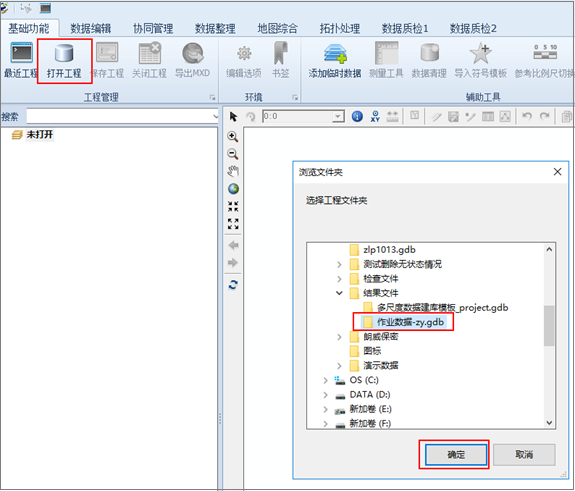 基础功能 数据编辑 协同管理 数据整理 地图综合 拓扑处理 数据质检1 数据质检2
最近工程 打开工程 保存工程 关闭工程 导出MXD 编辑选项 书签 添加临时数据 测量工具 数据清理 导入符号模板 参考比例尺切换
工程管理 环境 辅助工具
搜索
0:0
XY
未打开
浏览文件夹
选择工程文件夹
zlp1013.gdb
测试删除无状态情况
检查文件
结果文件
多尺度数据建库模板_project.gdb
作业数据-zy.gdb
朗威保密
图标
演示数据
OS (C:)
DATA (D:)
新加卷 (E:)
新加卷 (F:)
确定 取消